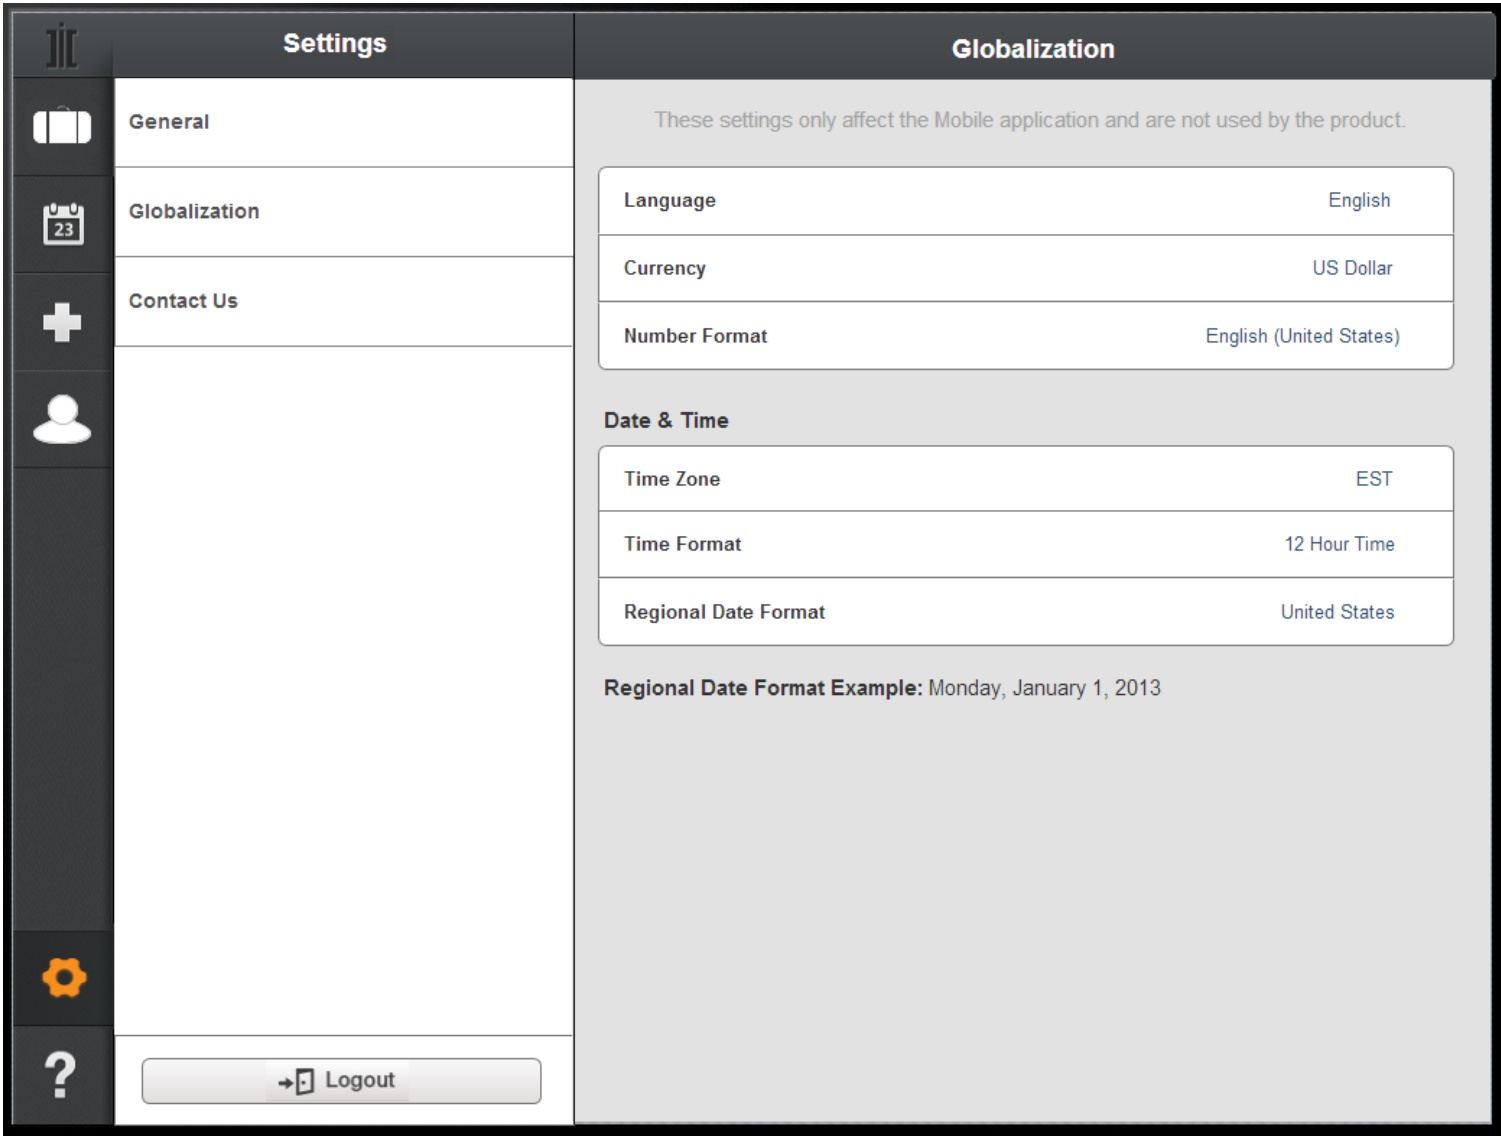 Settings
Globalization
General
Globalization
Contact Us
23
Logout
?
These settings only affect the Mobile application and are not used by the product.
Language English
Currency US Dollar
Number Format English (United States)
Date & Time
Time Zone EST
Time Format 12 Hour Time
Regional Date Format United States
Regional Date Format Example: Monday, January 1, 2013